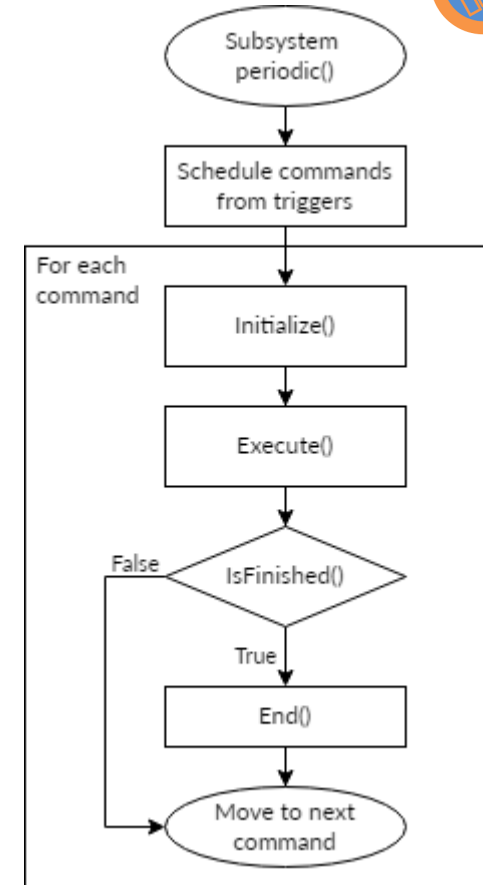 Subsystem
periodic()
Schedule commands
from triggers
For each
command
Initialize()
Execute()
IsFinished()
False
True
End()
Move to next
command